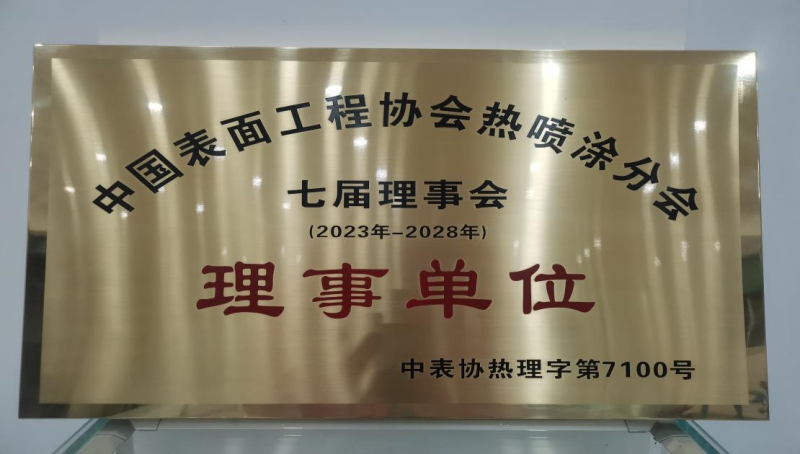 中国表面工程协会热喷涂分会
七届理事会
(2023年-2028年)
理事单位
中表协热理字第7100号